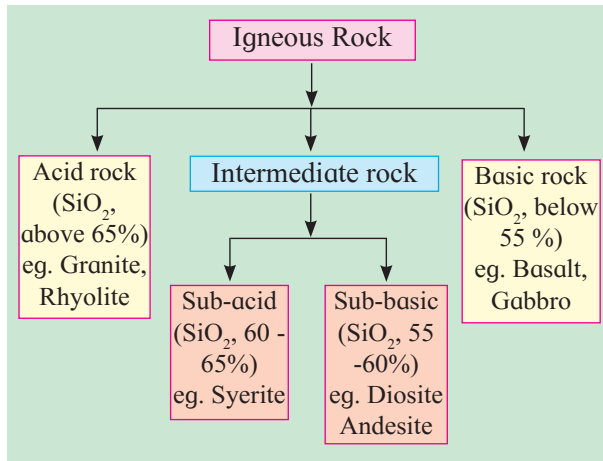 Igneous Rock
Acid rock
(SiO₂,
above 65%)
eg. Granite,
Rhyolite
Intermediate rock
Basic rock
(SiO₂, below
55 %)
eg. Basalt,
Gabbro
Sub-acid
(SiO₂, 60 -
65%)
eg. Syerite
Sub-basic
(SiO₂, 55
-60%)
eg. Diosite
Andesite